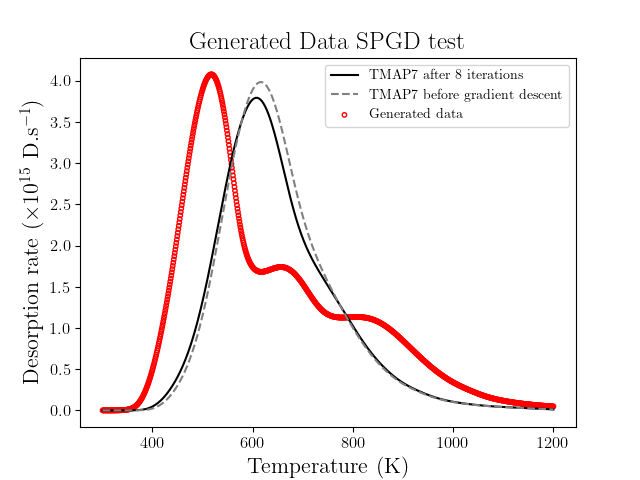 Generated Data SPGD test
TMAP7 after 8 iterations
TMAP7 before gradient descent
Generated data
Desorption rate (×10¹⁵ D.s⁻¹)
4.0
3.5
3.0
2.5
2.0
1.5
1.0
0.5
0.0
400 600 800 1000 1200
Temperature (K)